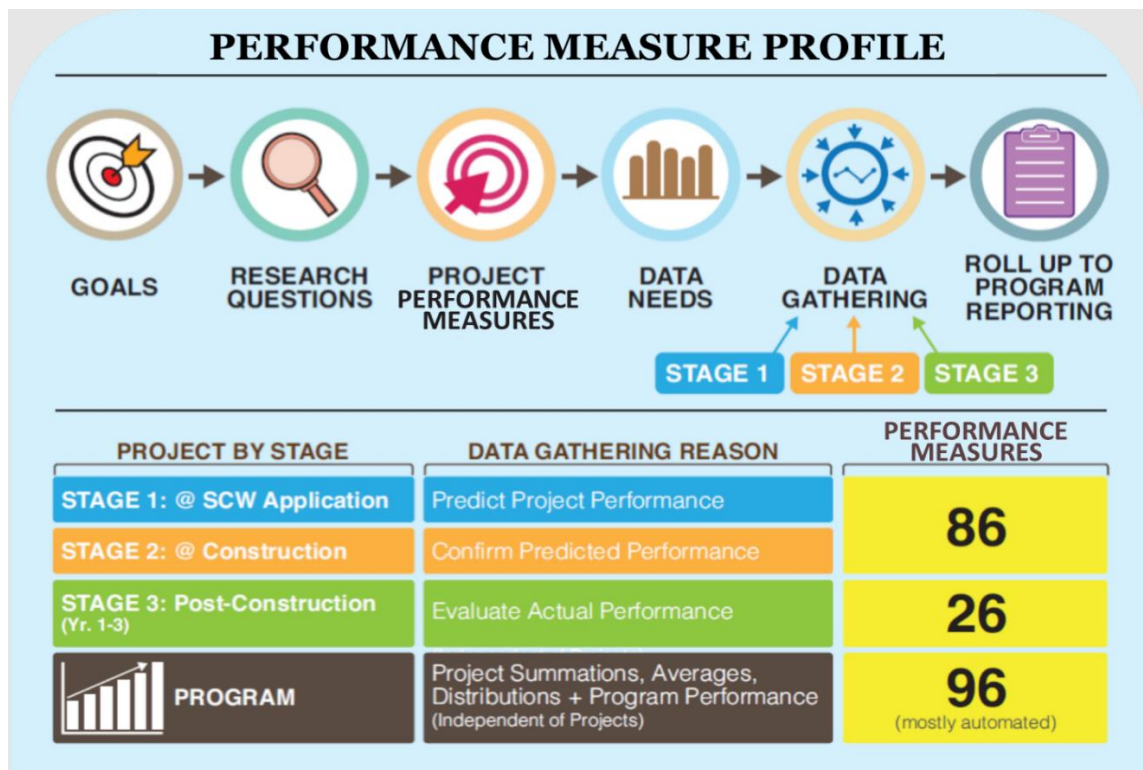 PERFORMANCE MEASURE PROFILE
GOALS
RESEARCH
QUESTIONS
PROJECT
PERFORMANCE
MEASURES
DATA
NEEDS
DATA
GATHERING
ROLL UP TO
PROGRAM
REPORTING
STAGE 1
STAGE 2
STAGE 3
PROJECT BY STAGE
DATA GATHERING REASON
PERFORMANCE
MEASURES
STAGE 1: @ SCW Application
Predict Project Performance
86
STAGE 2: @ Construction
Confirm Predicted Performance
STAGE 3: Post-Construction
(Yr. 1-3)
Evaluate Actual Performance
26
PROGRAM
Project Summations, Averages,
Distributions + Program Performance
(Independent of Projects)
96
(mostly automated)